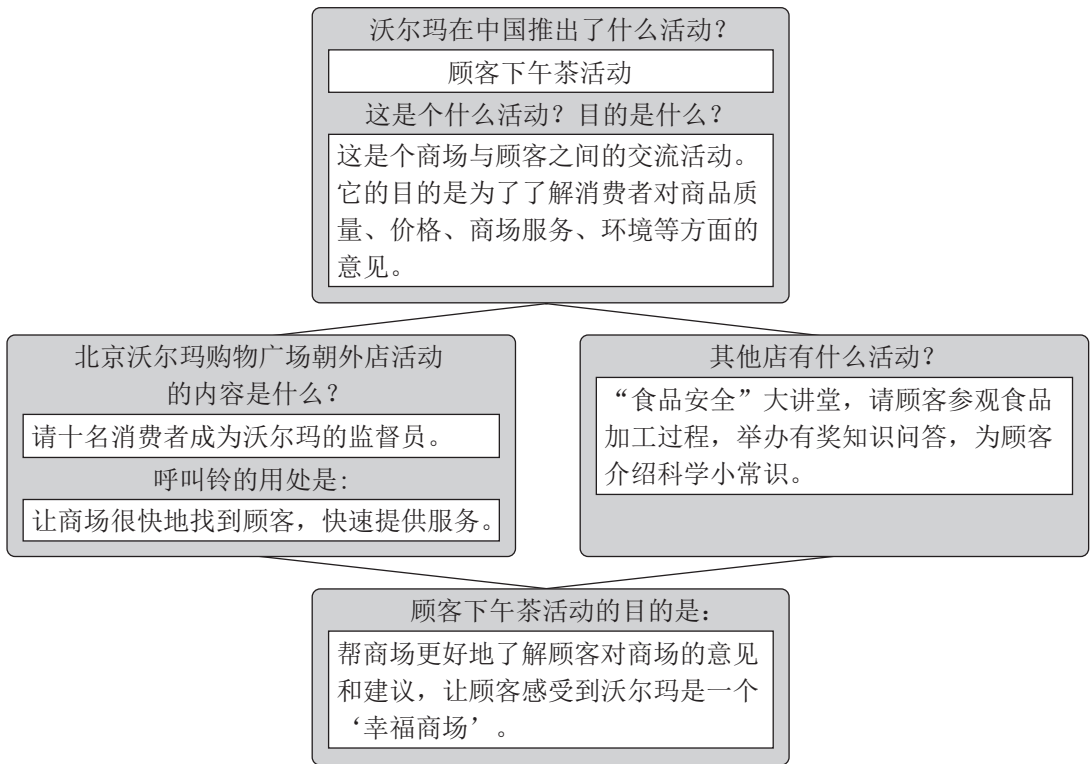 沃尔玛在中国推出了什么活动？
顾客下午茶活动
这是个什么活动？目的是什么？
这是个商场与顾客之间的交流活动。
它的目的是为了了解消费者对商品质
量、价格、商场服务、环境等方面的
意见。
北京沃尔玛购物广场朝外店活动
的内容是什么？
请十名消费者成为沃尔玛的监督员。
呼叫铃的用处是：
让商场很快地找到顾客，快速提供服务。
其他店有什么活动？
“食品安全”大讲堂，请顾客参观食品
加工过程，举办有奖知识问答，为顾客
介绍科学小常识。
顾客下午茶活动的目的是：
帮商场更好地了解顾客对商场的意见
和建议，让顾客感受到沃尔玛是一个
‘幸福商场’。